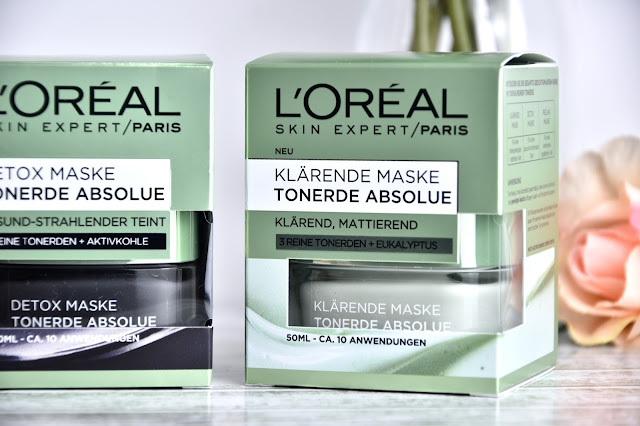 L'ORÉAL
SKIN EXPERT/PARIS
DETOX MASKE
TONERDE ABSOLUE
SUND-STRAHLENDER TEINT
REINE TONERDEN + AKTIVKOHLE
DETOX MASKE
TONERDE ABSOLUE
50ML - CA. 10 ANWENDUNGEN
L'ORÉAL
SKIN EXPERT/PARIS
NEU
KLÄRENDE MASKE
TONERDE ABSOLUE
KLÄREND, MATTIEREND
3 REINE TONERDEN + EUKALYPTUS
KLÄRENDE MASKE
TONERDE ABSOLUE
50ML - CA. 10 ANWENDUNGEN